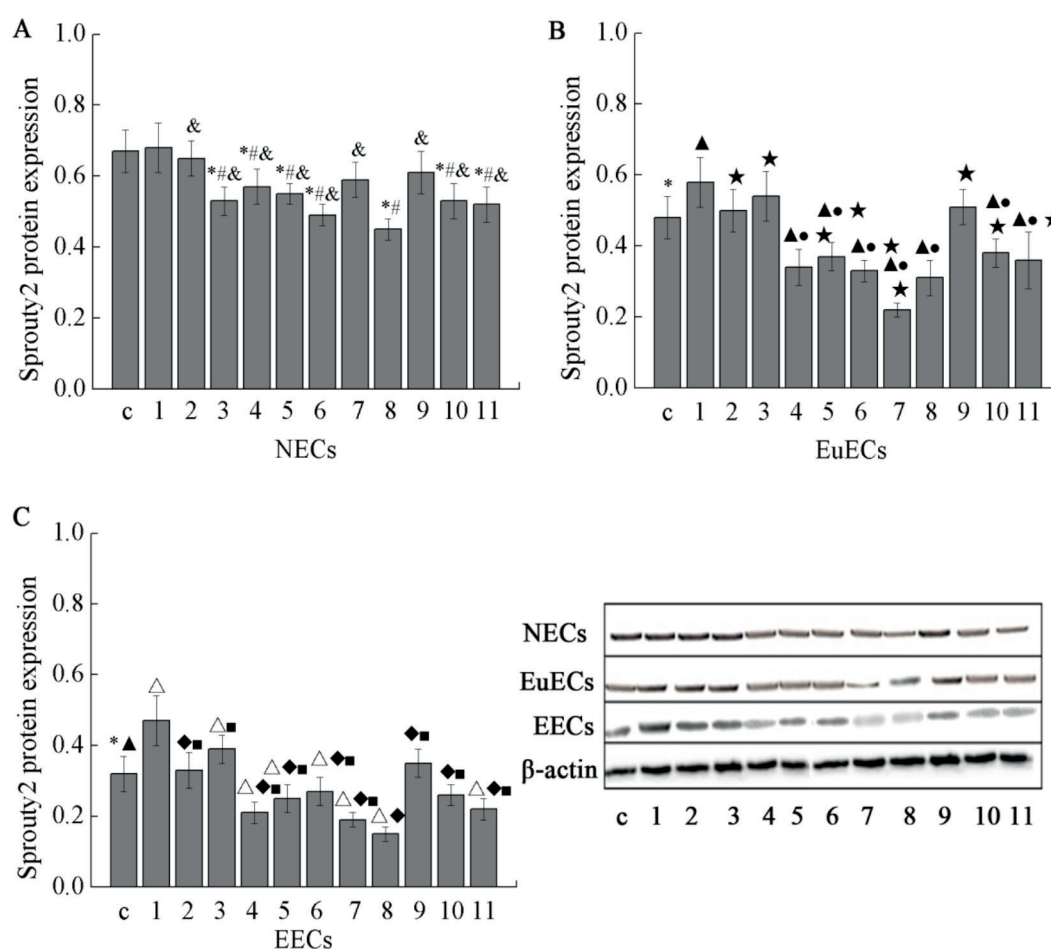 A
Sprouty2 protein expression
1.0
0.8
0.6
0.4
0.2
0.0
& *#& *#& *#& *#& & *# & *#& *#&
c 1 2 3 4 5 6 7 8 9 10 11
NECs
B
Sprouty2 protein expression
1.0
0.8
0.6
0.4
0.2
0.0
* ▲ ★ ★ ▲● ▲●★ ▲●★ ▲●★ ▲●★ ★ ▲●★ ▲●★
c 1 2 3 4 5 6 7 8 9 10 11
EuECs
C
Sprouty2 protein expression
1.0
0.8
0.6
0.4
0.2
0.0
*▲ △ ◆■ △■ △◆■ △◆■ △◆■ △◆■ △◆ ◆■ ◆■ △◆■
c 1 2 3 4 5 6 7 8 9 10 11
EECs
NECs
EuECs
EECs
β-actin
c 1 2 3 4 5 6 7 8 9 10 11